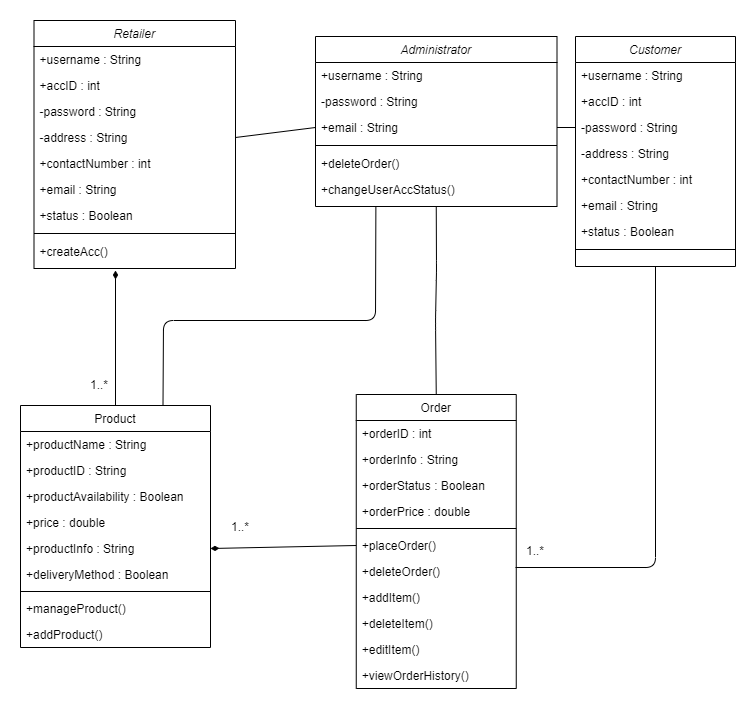 Retailer
+username : String
+accID : int
-password : String
-address : String
+contactNumber : int
+email : String
+status : Boolean
+createAcc()
Administrator
+username : String
-password : String
+email : String
+deleteOrder()
+changeUserAccStatus()
Customer
+username : String
+accID : int
-password : String
-address : String
+contactNumber : int
+email : String
+status : Boolean
1..*
Product
+productName : String
+productID : String
+productAvailability : Boolean
+price : double
+productInfo : String
+deliveryMethod : Boolean
+manageProduct()
+addProduct()
1..*
Order
+orderID : int
+orderInfo : String
+orderStatus : Boolean
+orderPrice : double
+placeOrder()
+deleteOrder()
+addItem()
+deleteItem()
+editItem()
+viewOrderHistory()
1..*